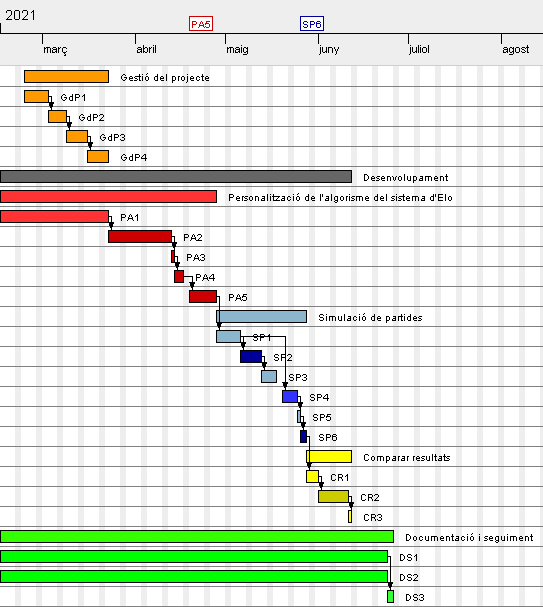 2021
PA5 SP6
març abril maig juny juliol agost
Gestió del projecte
GdP1
GdP2
GdP3
GdP4
Desenvolupament
Personalització de l'algorisme del sistema d'Elo
PA1
PA2
PA3
PA4
PA5
Simulació de partides
SP1
SP2
SP3
SP4
SP5
SP6
Comparar resultats
CR1
CR2
CR3
Documentació i seguiment
DS1
DS2
DS3